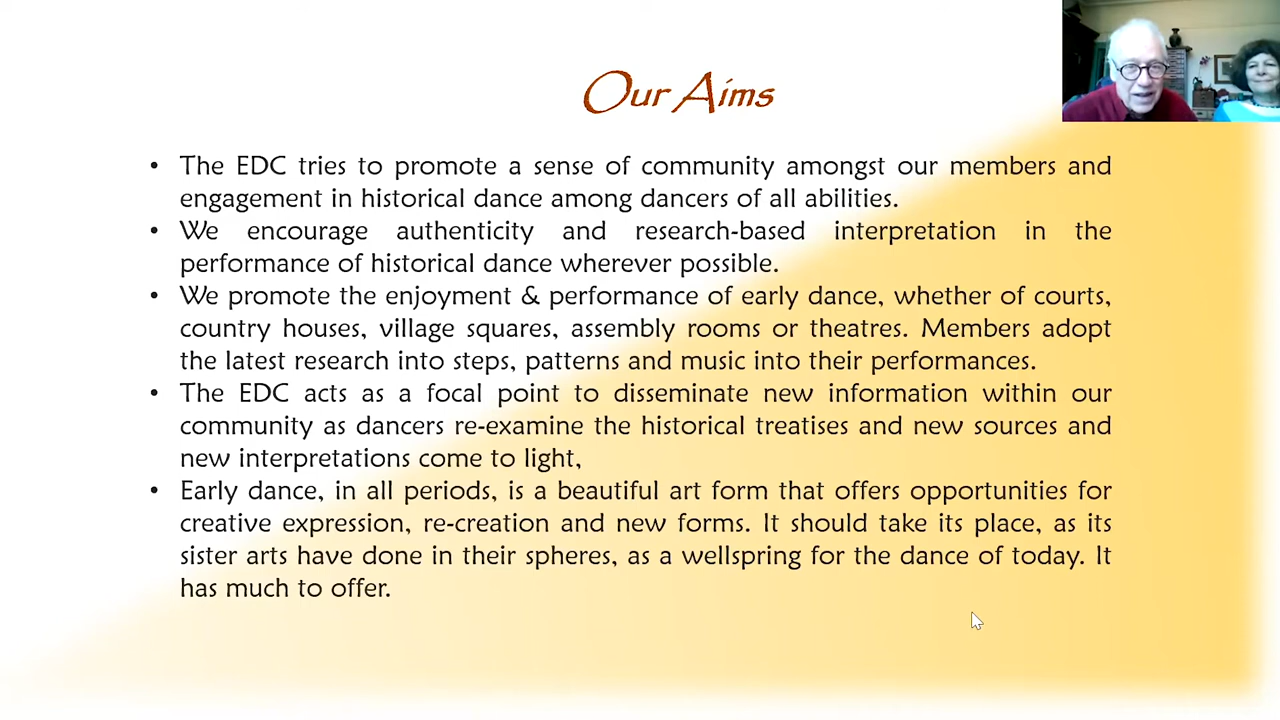 Our Aims
• The EDC tries to promote a sense of community amongst our members and
engagement in historical dance among dancers of all abilities.
• We encourage authenticity and research-based interpretation in the
performance of historical dance wherever possible.
• We promote the enjoyment & performance of early dance, whether of courts,
country houses, village squares, assembly rooms or theatres. Members adopt
the latest research into steps, patterns and music into their performances.
• The EDC acts as a focal point to disseminate new information within our
community as dancers re-examine the historical treatises and new sources and
new interpretations come to light,
• Early dance, in all periods, is a beautiful art form that offers opportunities for
creative expression, re-creation and new forms. It should take its place, as its
sister arts have done in their spheres, as a wellspring for the dance of today. It
has much to offer.